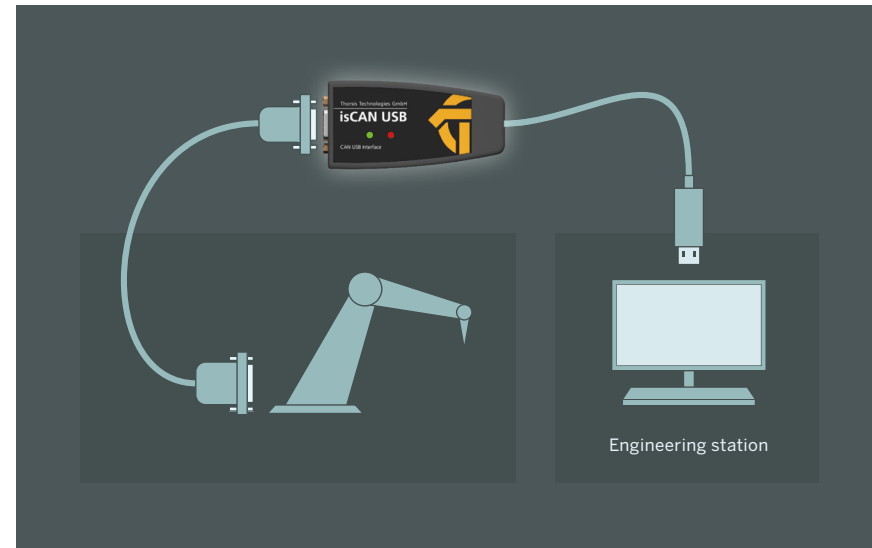 Thorsis Technologies GmbH
isCAN USB
CAN USB Interface
Engineering station